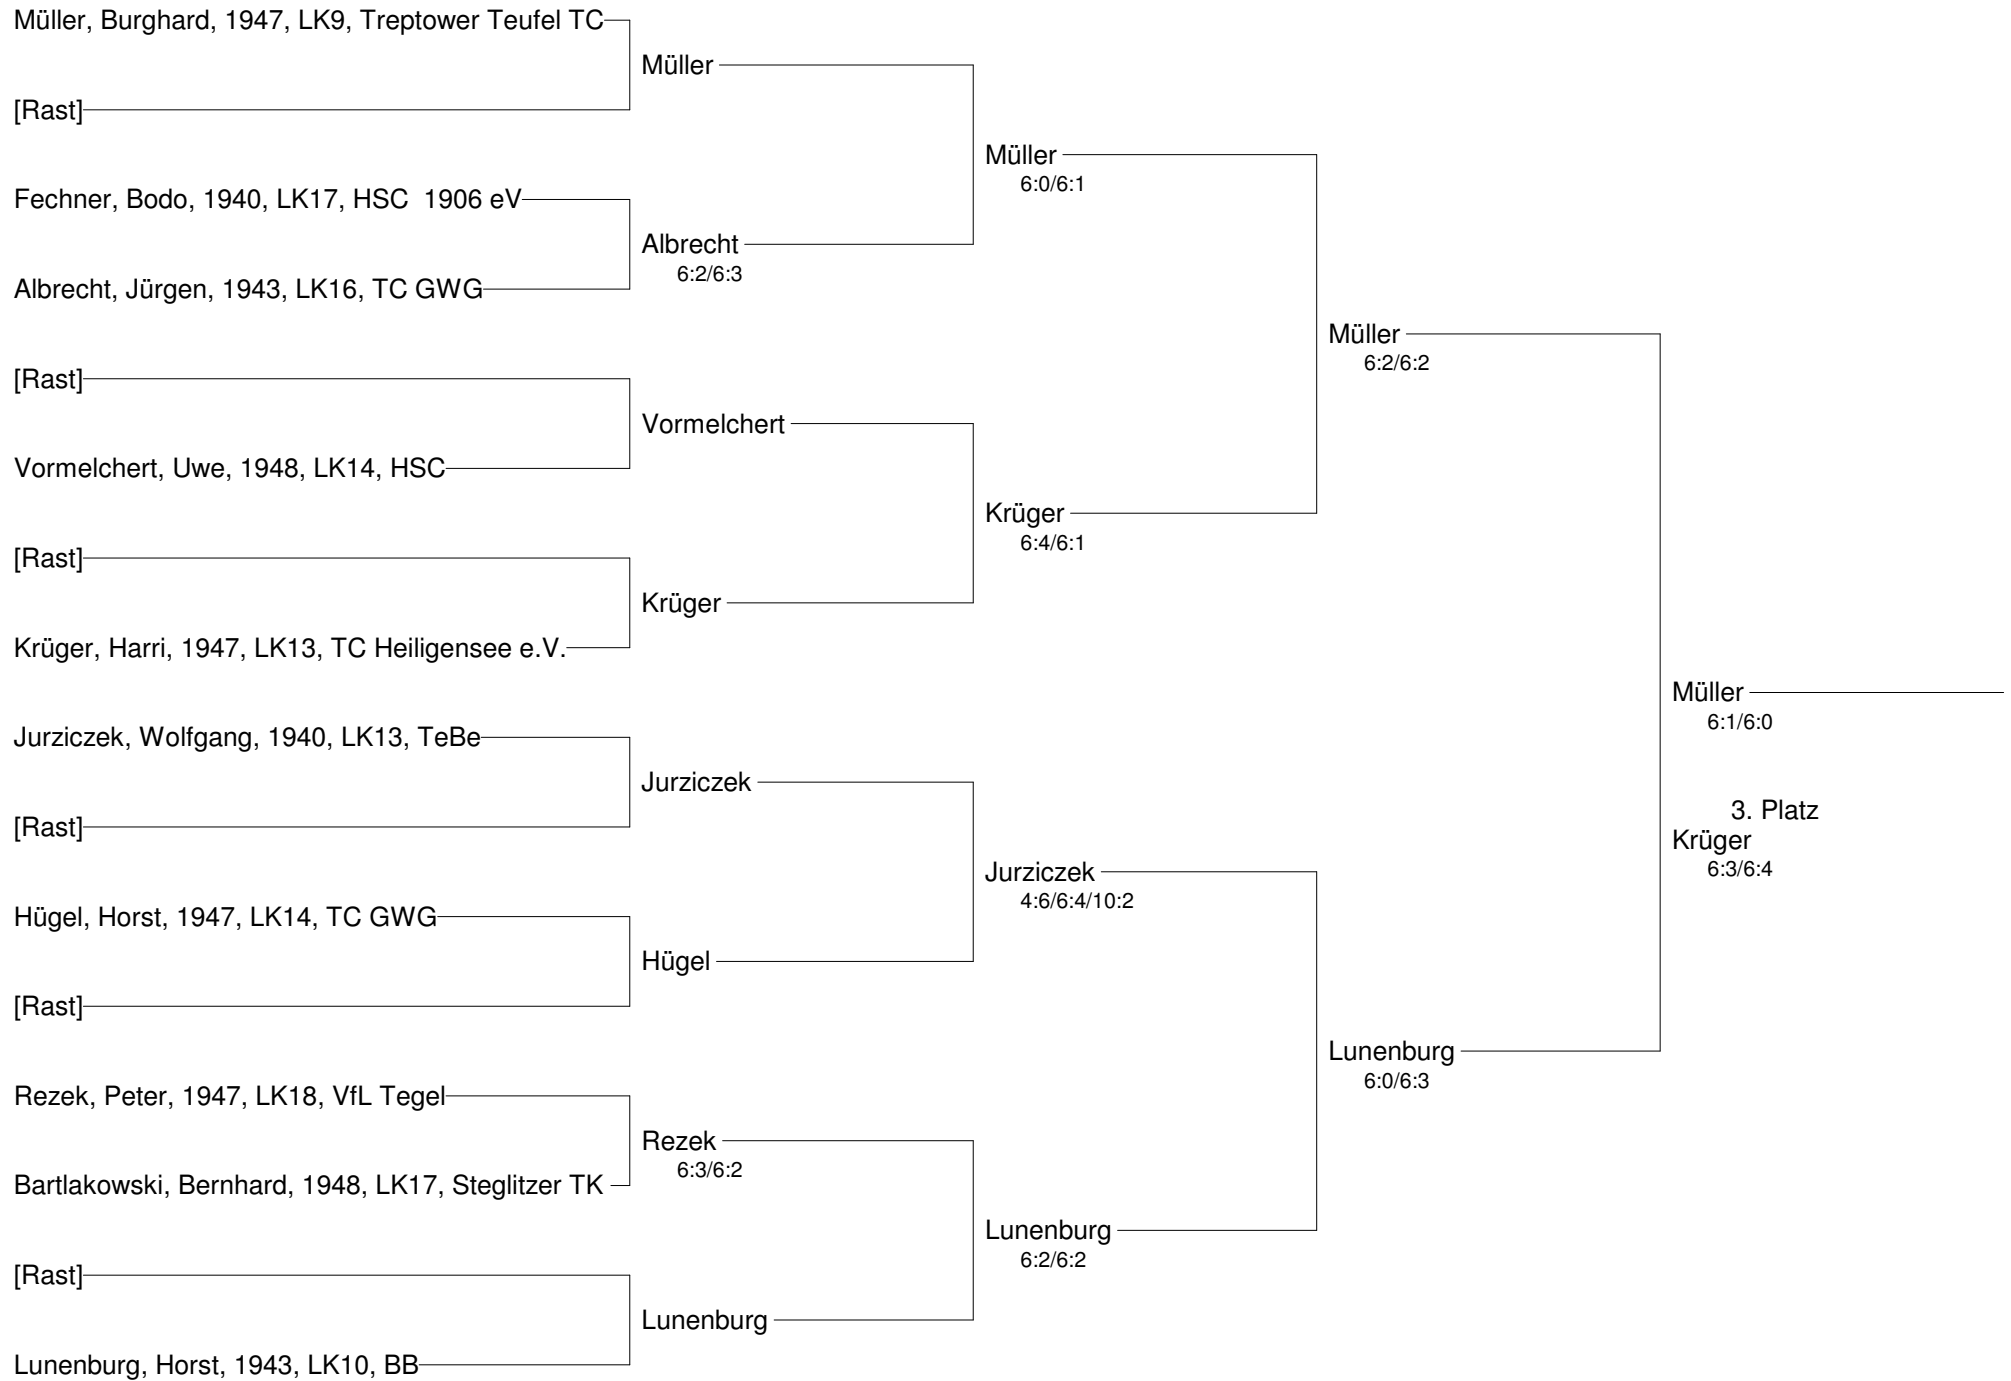 Müller, Burghard, 1947, LK9, Treptower Teufel TC
[Rast]
Fechner, Bodo, 1940, LK17, HSC  1906 eV
Albrecht, Jürgen, 1943, LK16, TC GWG
[Rast]
Vormelchert, Uwe, 1948, LK14, HSC
[Rast]
Krüger, Harri, 1947, LK13, TC Heiligensee e.V.
Jurziczek, Wolfgang, 1940, LK13, TeBe
[Rast]
Hügel, Horst, 1947, LK14, TC GWG
[Rast]
Rezek, Peter, 1947, LK18, VfL Tegel
Bartlakowski, Bernhard, 1948, LK17, Steglitzer TK
[Rast]
Lunenburg, Horst, 1943, LK10, BB
Müller
Albrecht
6:2/6:3
Vormelchert
Krüger
Jurziczek
Hügel
Rezek
6:3/6:2
Lunenburg
Müller
6:0/6:1
Krüger
6:4/6:1
Jurziczek
4:6/6:4/10:2
Lunenburg
6:2/6:2
Müller
6:2/6:2
Lunenburg
6:0/6:3
Müller
6:1/6:0
3. Platz
Krüger
6:3/6:4